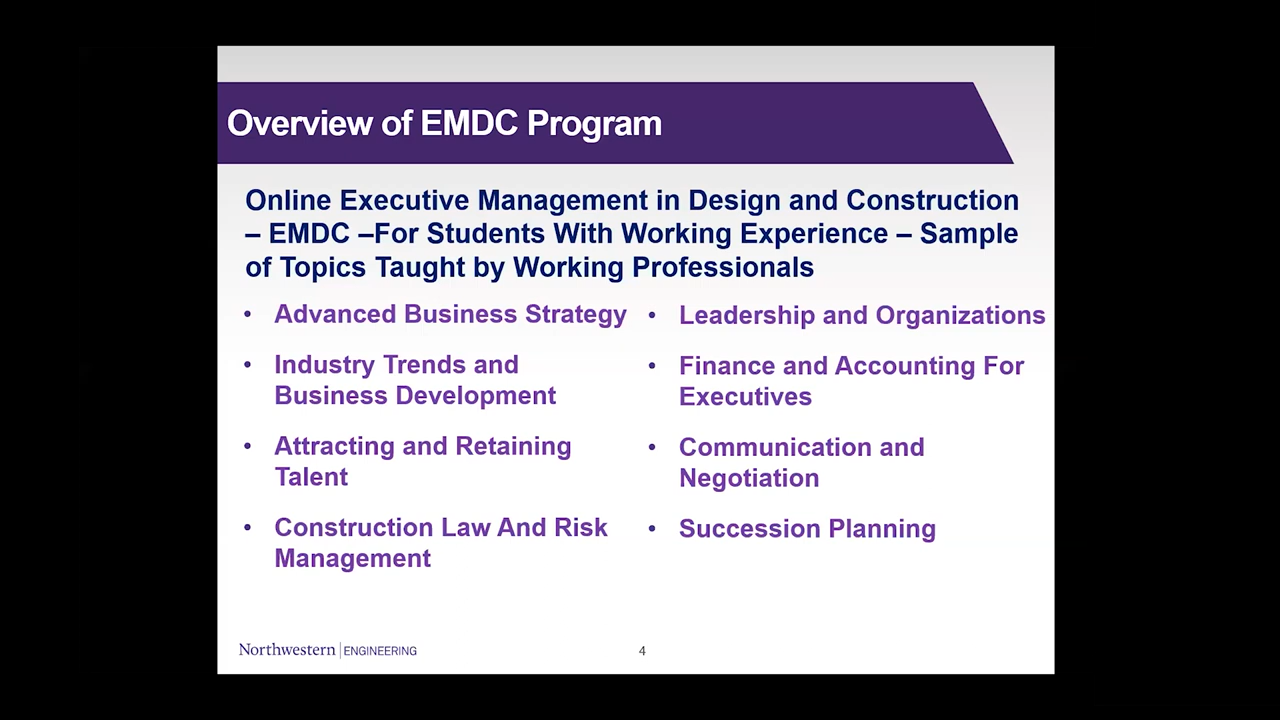 Overview of EMDC Program
Online Executive Management in Design and Construction
– EMDC –For Students With Working Experience – Sample
of Topics Taught by Working Professionals
• Advanced Business Strategy
• Industry Trends and
Business Development
• Attracting and Retaining
Talent
• Construction Law And Risk
Management
• Leadership and Organizations
• Finance and Accounting For
Executives
• Communication and
Negotiation
• Succession Planning
Northwestern | ENGINEERING
4